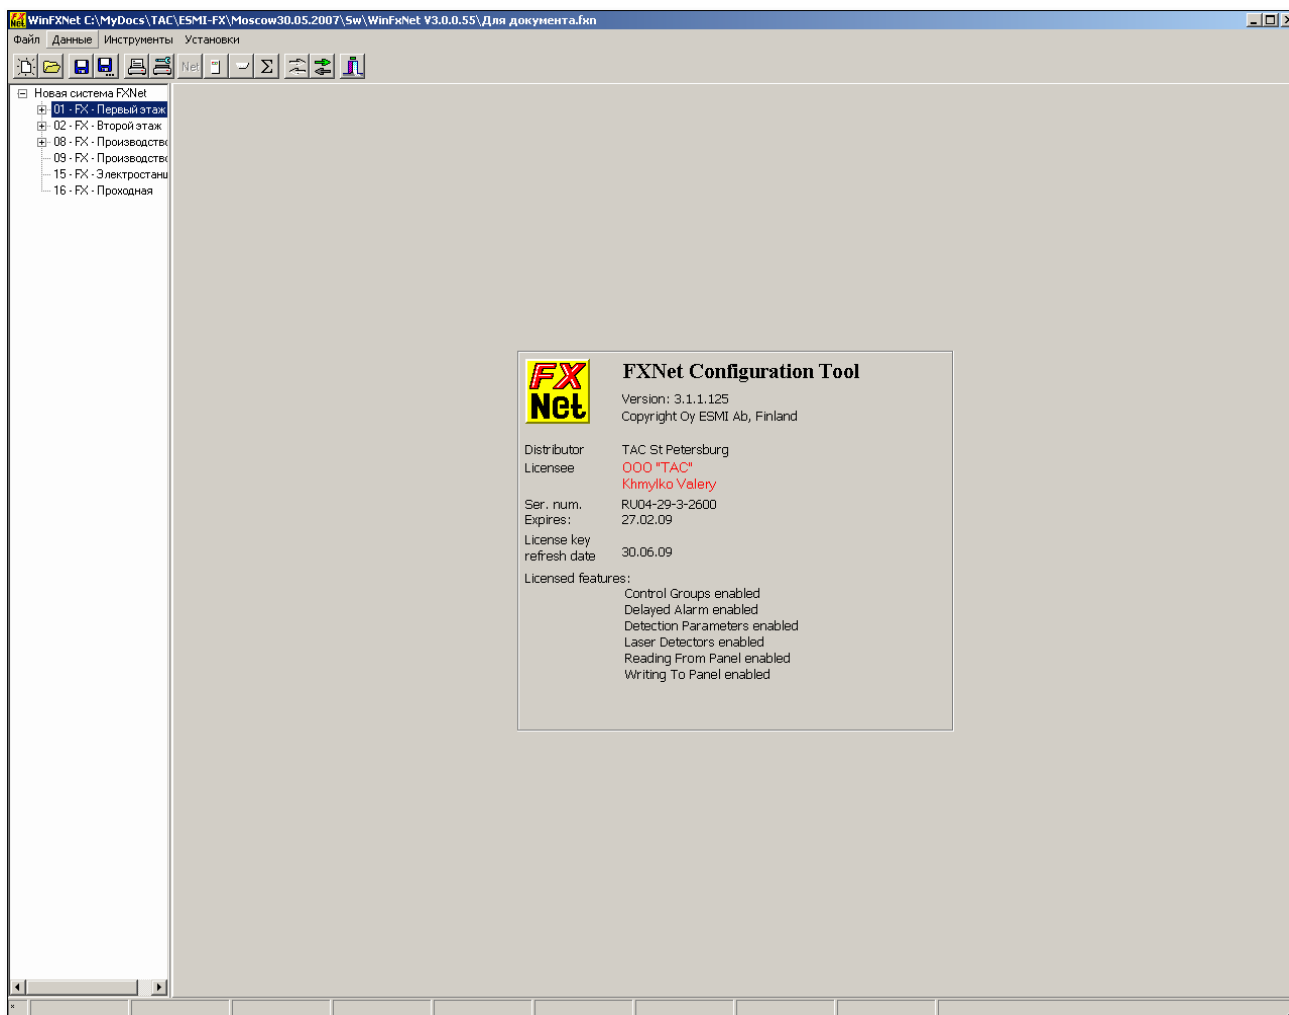 WinFXNet C:\MyDocs\TAC\ESMI-FX\Moscow30.05.2007\Sw\WinFxNet V3.0.0.55\Для документа.fxn
Файл Данные Инструменты Установки
Net Σ
Новая система FXNet
01 - FX - Первый этаж
02 - FX - Второй этаж
08 - FX - Производство
09 - FX - Производство
15 - FX - Электростанц
16 - FX - Проходная
FX Net
FXNet Configuration Tool
Version: 3.1.1.125
Copyright Oy ESMI Ab, Finland
Distributor TAC St Petersburg
Licensee ООО "ТАС"
Khmylko Valery
Ser. num. RU04-29-3-2600
Expires: 27.02.09
License key
refresh date 30.06.09
Licensed features:
Control Groups enabled
Delayed Alarm enabled
Detection Parameters enabled
Laser Detectors enabled
Reading From Panel enabled
Writing To Panel enabled